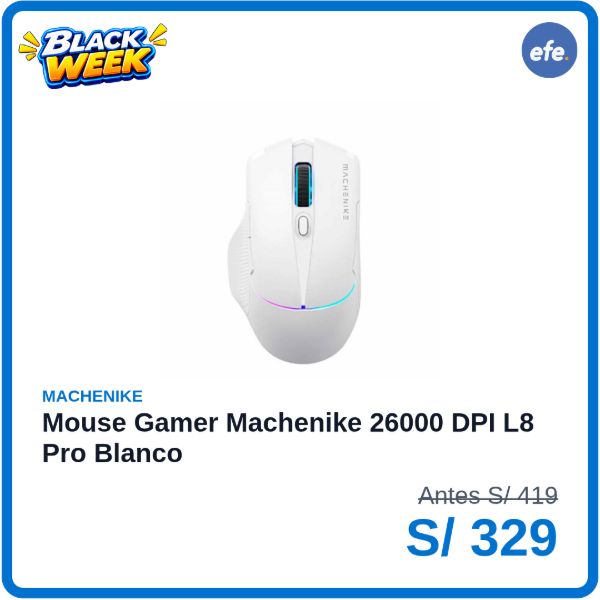 BLACK
WEEK
efe.
MACHENIKE
MACHENIKE
Mouse Gamer Machenike 26000 DPI L8
Pro Blanco
Antes S/ 419
S/ 329